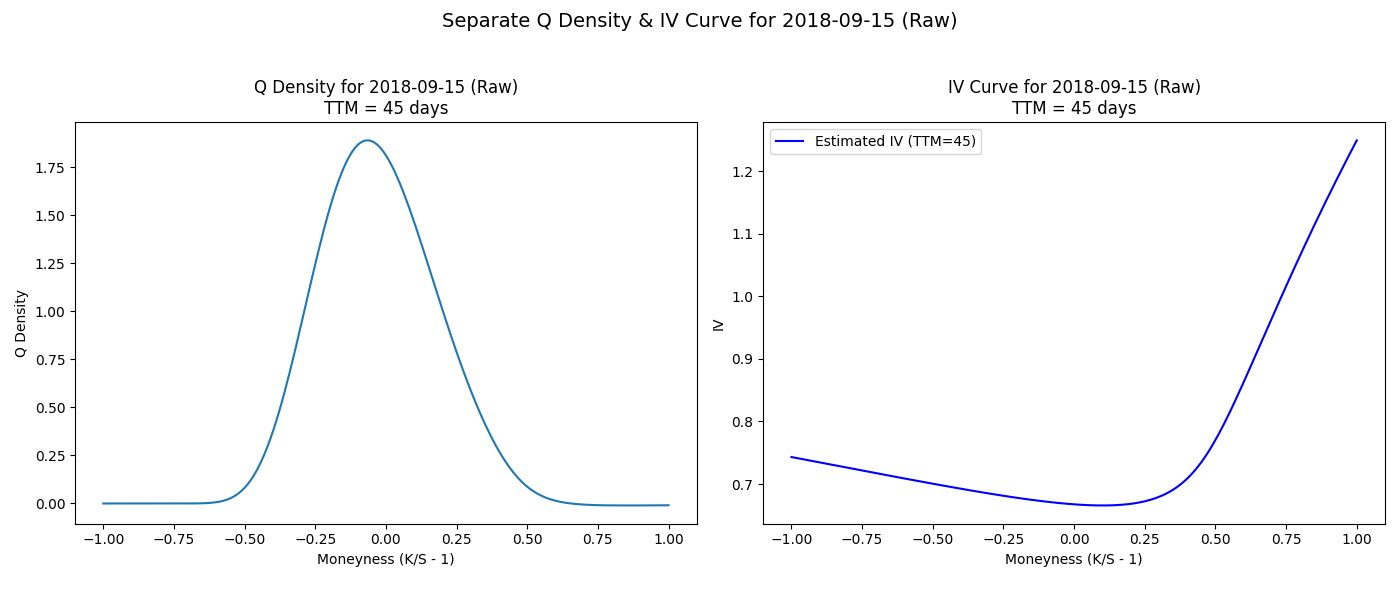 Separate Q Density & IV Curve for 2018-09-15 (Raw)
Q Density for 2018-09-15 (Raw)
TTM = 45 days
Q Density
1.75
1.50
1.25
1.00
0.75
0.50
0.25
0.00
−1.00 −0.75 −0.50 −0.25 0.00 0.25 0.50 0.75 1.00
Moneyness (K/S - 1)
IV Curve for 2018-09-15 (Raw)
TTM = 45 days
Estimated IV (TTM=45)
IV
1.2
1.1
1.0
0.9
0.8
0.7
−1.00 −0.75 −0.50 −0.25 0.00 0.25 0.50 0.75 1.00
Moneyness (K/S - 1)